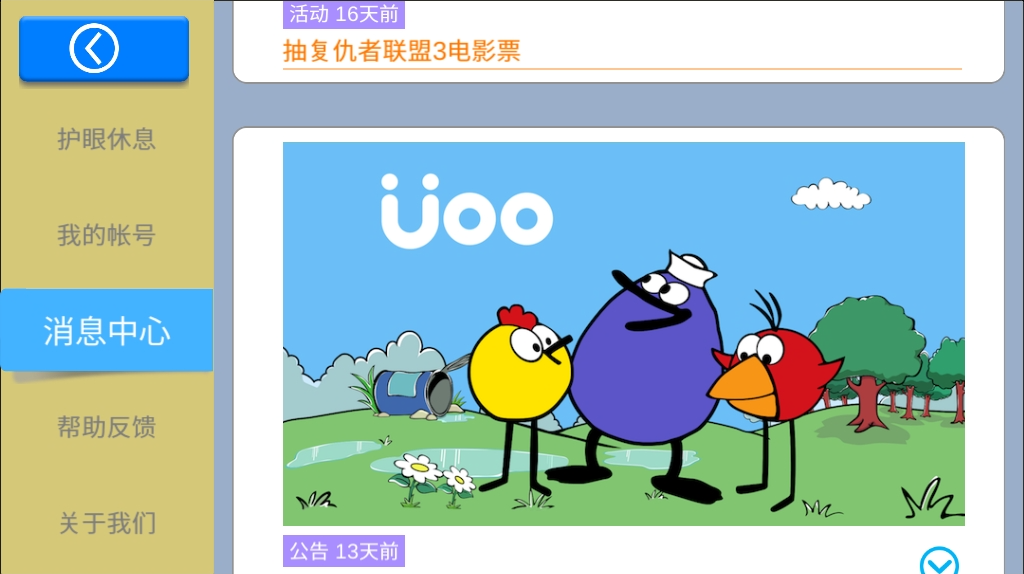 护眼休息
我的帐号
消息中心
帮助反馈
关于我们
活动 16天前
抽复仇者联盟3电影票
üoo
公告 13天前